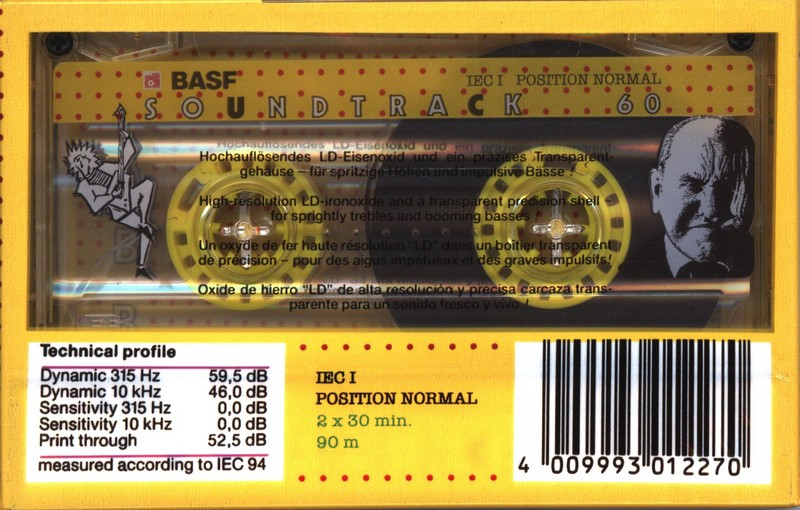 BASF
IEC I POSITION NORMAL
SOUNDTRACK 60
Hochauflösendes LD-Eisenoxid und ein präzises Transparent-
gehäuse – für spritzige Höhen und impulsive Bässe !
High-resolution LD-ironoxide and a transparent precision shell
for sprightly trebles and booming basses
Un oxyde de fer haute résolution "LD" dans un boîtier transparent
de précision – pour des aigus impétueux et des graves impulsifs!
Oxide de hierro "LD" de alta resolución y precisa carcaza trans-
parente para un sonido fresco y vivo !
B
B
Technical profile
Dynamic 315 Hz 59,5 dB
Dynamic 10 kHz 46,0 dB
Sensitivity 315 Hz 0,0 dB
Sensitivity 10 kHz 0,0 dB
Print through 52,5 dB
measured according to IEC 94
IEC I
POSITION NORMAL
2 x 30 min.
90 m
4 009993 012270